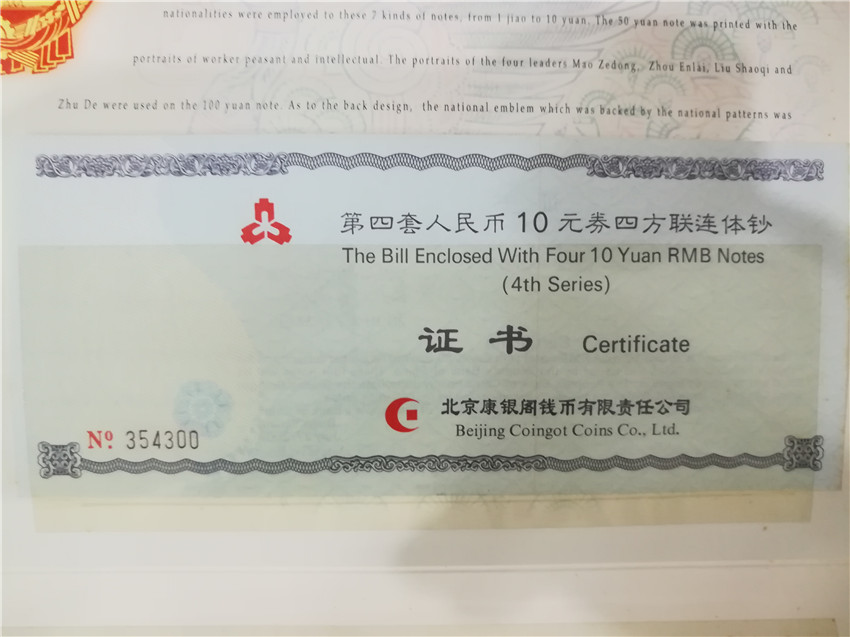 nationalities were employed to these 7 kinds of notes, from 1 jiao to 10 yuan. The 50 yuan note was printed with the
portraits of worker peasant and intellectual. The portraits of the four leaders Mao Zedong, Zhou Enlai, Liu Shaoqi and
Zhu De were used on the 100 yuan note. As to the back design, the national emblem which was backed by the national patterns was
第四套人民币10元券四方联连体钞
The Bill Enclosed With Four 10 Yuan RMB Notes
(4th Series)
证书 Certificate
北京康银阁钱币有限责任公司
Beijing Coingot Coins Co., Ltd.
Nº 354300